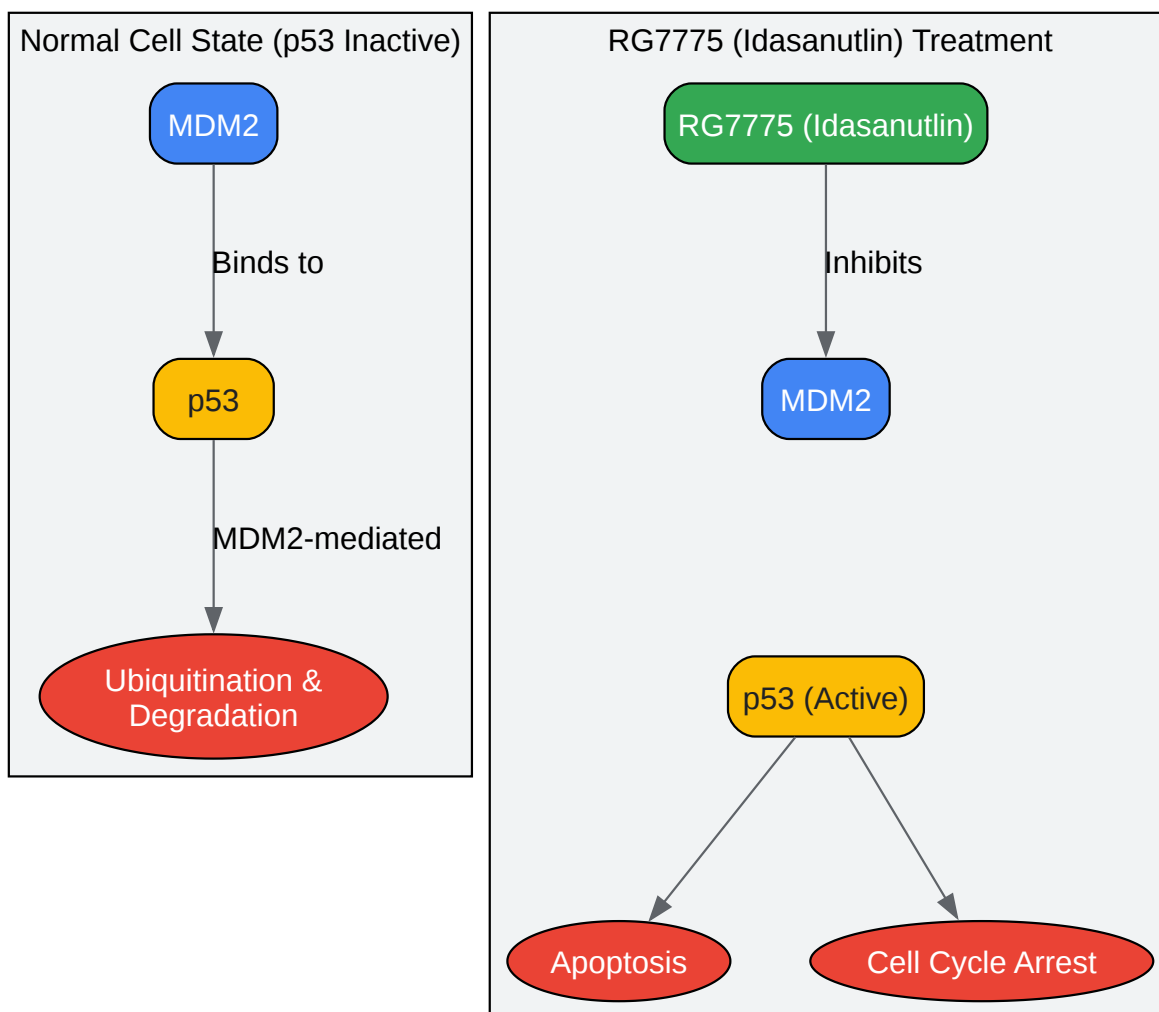 Normal Cell State (p53 Inactive)
MDM2
Binds to
p53
MDM2-mediated
Ubiquitination &
Degradation
RG7775 (Idasanutlin) Treatment
RG7775 (Idasanutlin)
Inhibits
MDM2
p53 (Active)
Apoptosis
Cell Cycle Arrest